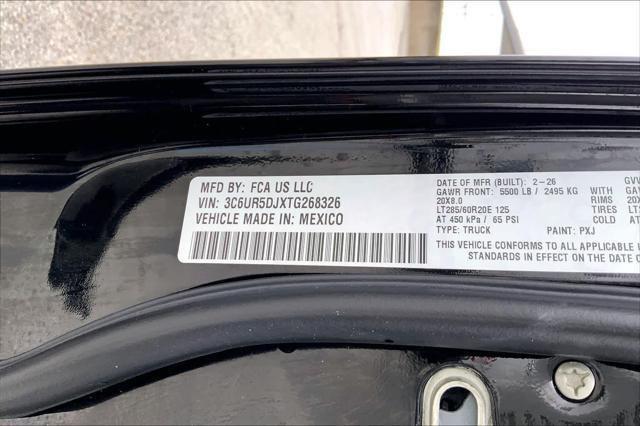 MFD BY: FCA US LLC
VIN: 3C6UR5DJXTG268326
VEHICLE MADE IN: MEXICO
DATE OF MFR (BUILT): 2-26 GVW
GAWR FRONT: 5500 LB / 2495 KG WITH
20X8.0 RIMS
LT285/60R20E 125 TIRES
AT 450 kPa / 65 PSI COLD
TYPE: TRUCK PAINT: PXJ
THIS VEHICLE CONFORMS TO ALL APPLICABLE
STANDARDS IN EFFECT ON THE DATE